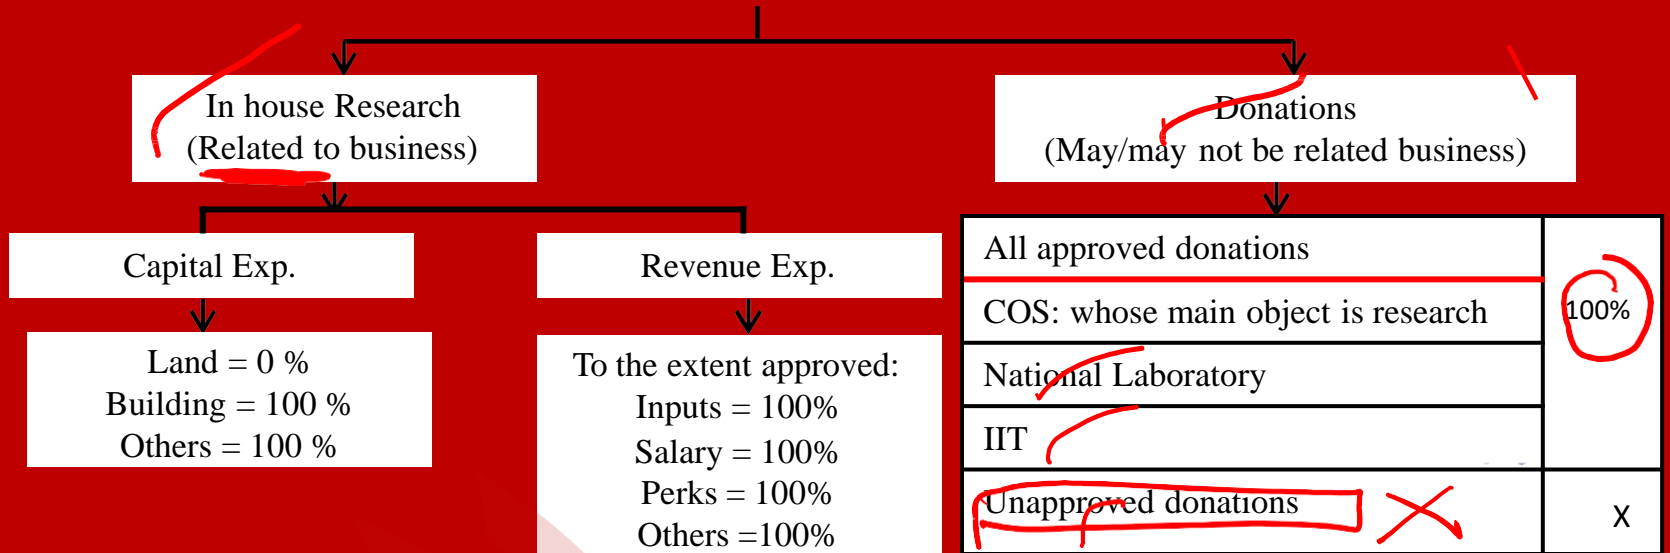 In house Research
(Related to business)
Donations
(May/may not be related business)
Capital Exp.
Revenue Exp.
Land = 0 %
Building = 100 %
Others = 100 %
To the extent approved:
Inputs = 100%
Salary = 100%
Perks = 100%
Others =100%
All approved donations
COS: whose main object is research
100%
National Laboratory
IIT
Unapproved donations
X